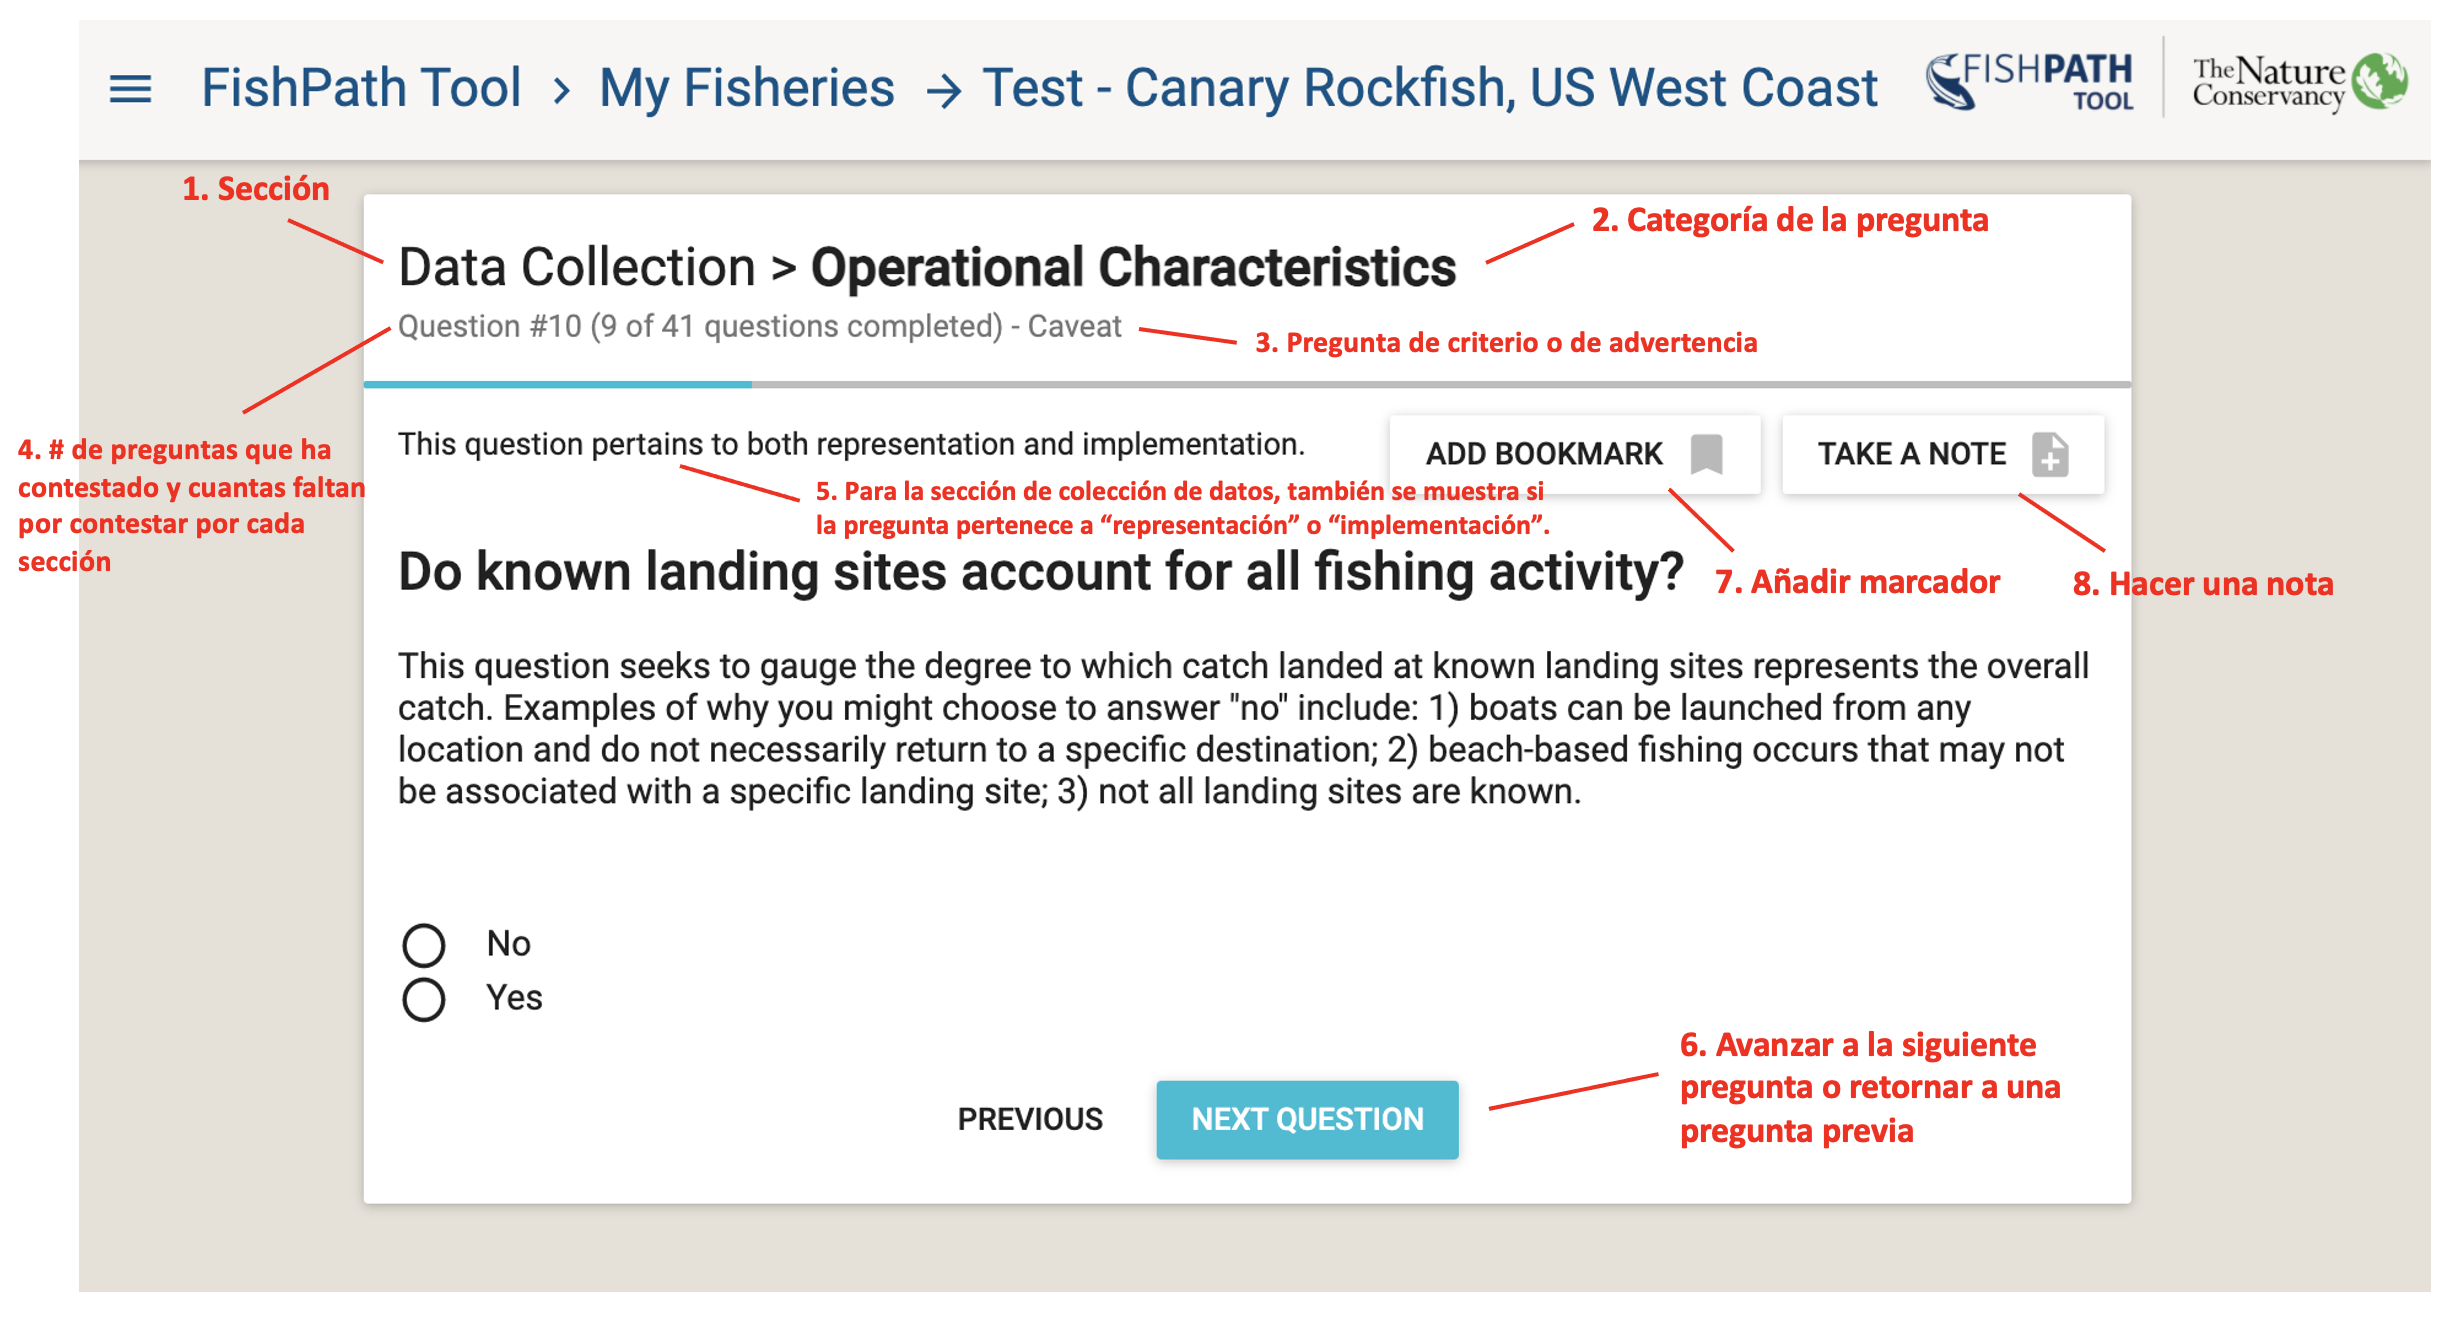 FishPath Tool > My Fisheries → Test - Canary Rockfish, US West Coast
FISHPATH
TOOL
The Nature
Conservancy
1. Sección
2. Categoría de la pregunta
Data Collection > Operational Characteristics
Question #10 (9 of 41 questions completed) - Caveat
3. Pregunta de criterio o de advertencia
4. # de preguntas que ha
contestado y cuantas faltan
por contestar por cada
sección
This question pertains to both representation and implementation.
ADD BOOKMARK
TAKE A NOTE
5. Para la sección de colección de datos, también se muestra si
la pregunta pertenece a “representación” o “implementación”.
Do known landing sites account for all fishing activity?
7. Añadir marcador
8. Hacer una nota
This question seeks to gauge the degree to which catch landed at known landing sites represents the overall
catch. Examples of why you might choose to answer "no" include: 1) boats can be launched from any
location and do not necessarily return to a specific destination; 2) beach-based fishing occurs that may not
be associated with a specific landing site; 3) not all landing sites are known.
No
Yes
6. Avanzar a la siguiente
pregunta o retornar a una
pregunta previa
PREVIOUS
NEXT QUESTION